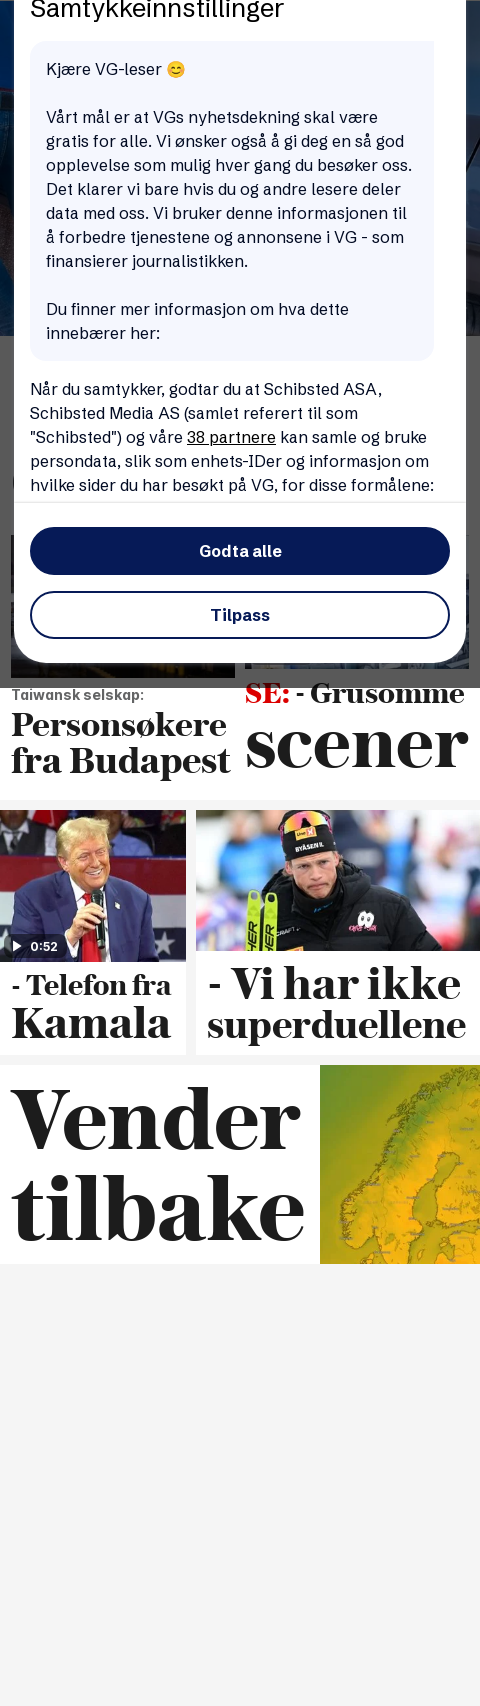 Samtykkeinnstillinger
Kjære VG-leser 😊
Vårt mål er at VGs nyhetsdekning skal være
gratis for alle. Vi ønsker også å gi deg en så god
opplevelse som mulig hver gang du besøker oss.
Det klarer vi bare hvis du og andre lesere deler
data med oss. Vi bruker denne informasjonen til
å forbedre tjenestene og annonsene i VG - som
finansierer journalistikken.
Du finner mer informasjon om hva dette
innebærer her:
Når du samtykker, godtar du at Schibsted ASA,
Schibsted Media AS (samlet referert til som
"Schibsted") og våre 38 partnere kan samle og bruke
persondata, slik som enhets-IDer og informasjon om
hvilke sider du har besøkt på VG, for disse formålene:
Godta alle
Tilpass
Taiwansk selskap:
Personsøkere
fra Budapest
SE: - Grusomme
scener
0:52
- Telefon fra
Kamala
BYÅSEN IL
- Vi har ikke
superduellene
Vender
tilbake